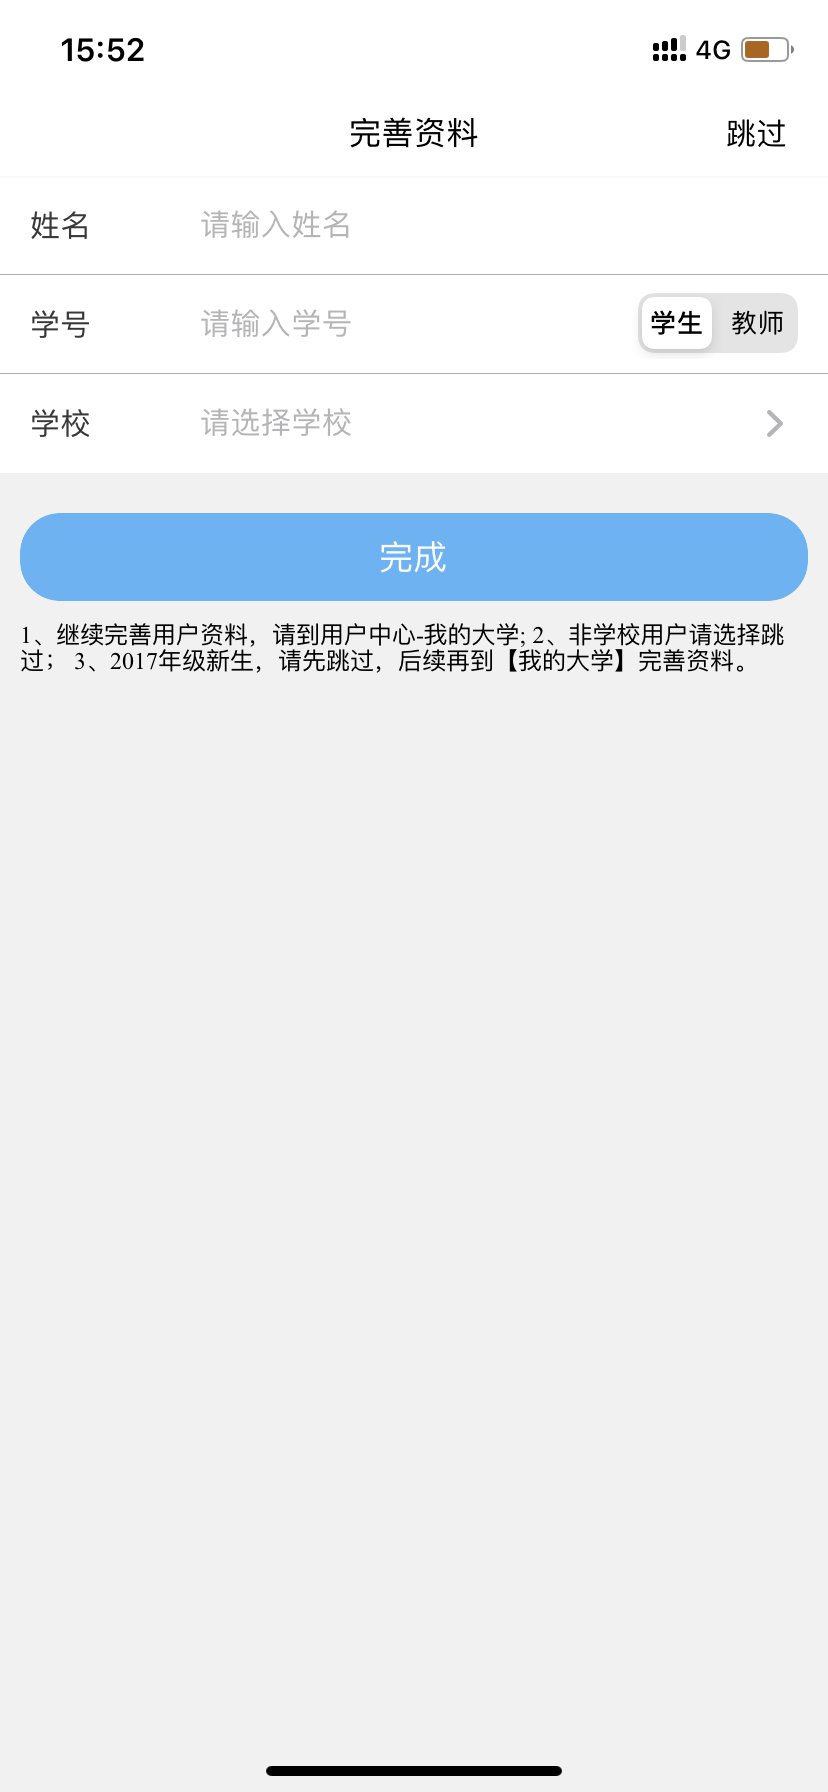 15:52 4G
完善资料 跳过
姓名 请输入姓名
学号 请输入学号 学生 教师
学校 请选择学校
完成
1、继续完善用户资料，请到用户中心-我的大学; 2、非学校用户请选择跳
过； 3、2017年级新生，请先跳过，后续再到【我的大学】完善资料。